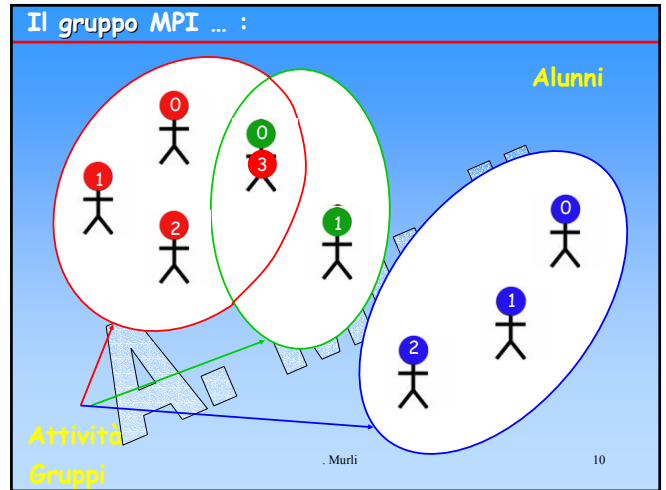 Il gruppo MPI … :
Alunni
0
0
3
1
2
1
0
1
2
A.
Attività
Gruppi
. Murli
10